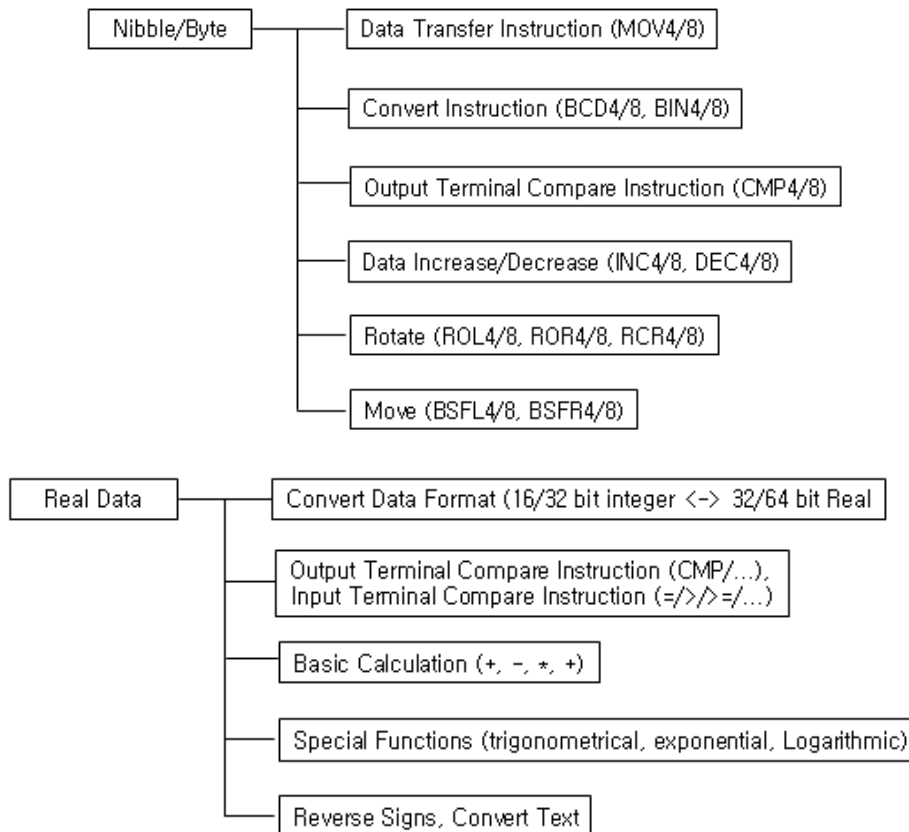 Nibble/Byte
Data Transfer Instruction (MOV4/8)
Convert Instruction (BCD4/8, BIN4/8)
Output Terminal Compare Instruction (CMP4/8)
Data Increase/Decrease (INC4/8, DEC4/8)
Rotate (ROL4/8, ROR4/8, RCR4/8)
Move (BSFL4/8, BSFR4/8)
Real Data
Convert Data Format (16/32 bit integer <-> 32/64 bit Real
Output Terminal Compare Instruction (CMP/...),
Input Terminal Compare Instruction (=/>/>=/...)
Basic Calculation (+, -, *, +)
Special Functions (trigonometrical, exponential, Logarithmic)
Reverse Signs, Convert Text